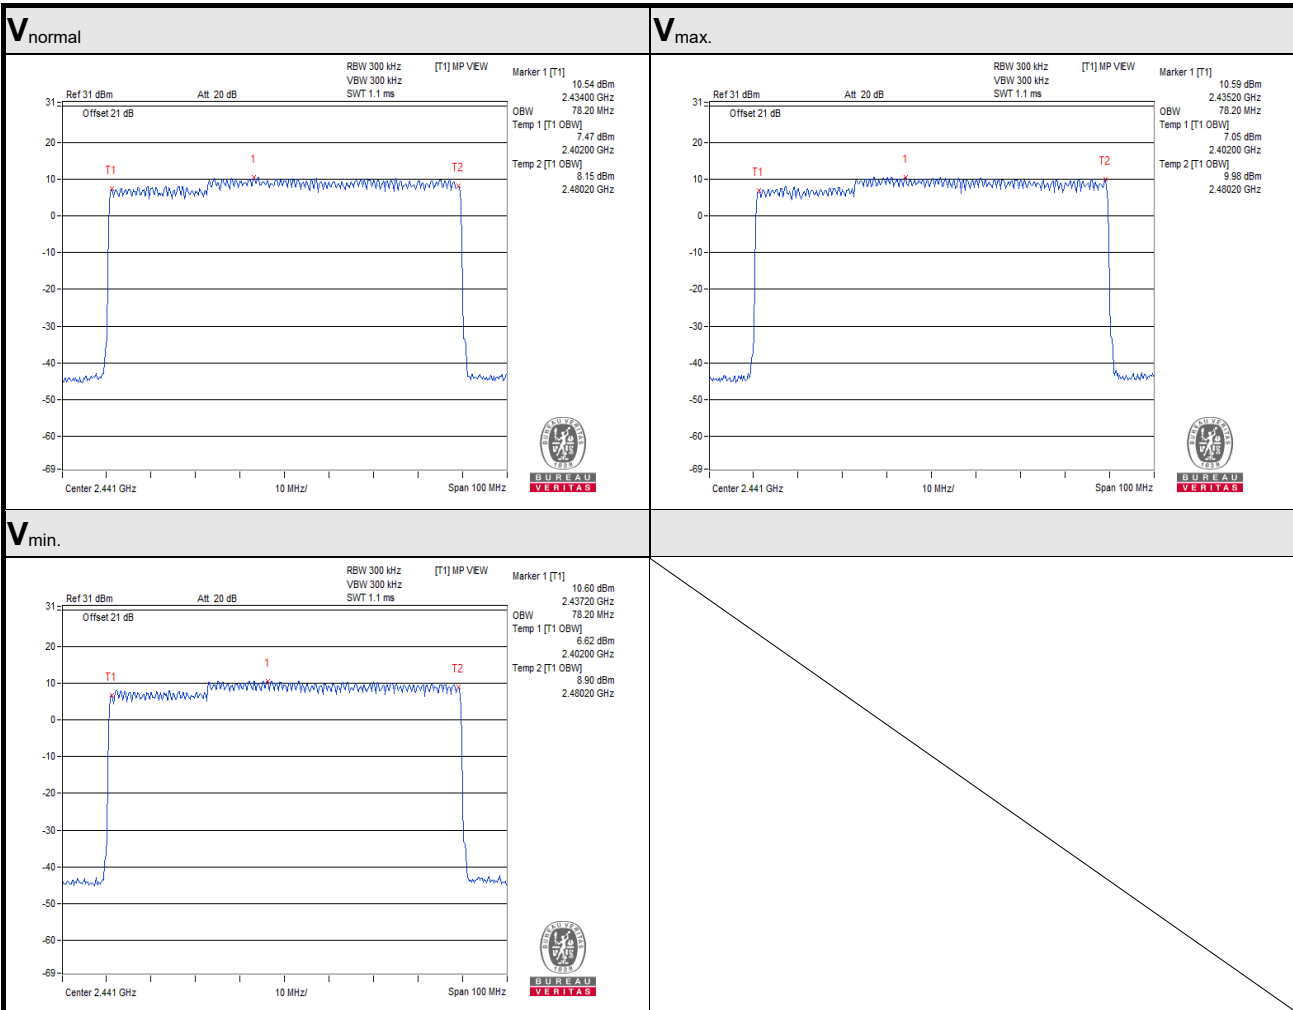 Vnormal
RBW 300 kHz [T1] MP VIEW
VBW 300 kHz
SWT 1.1 ms
Ref 31 dBm Att 20 dB
Offset 21 dB
Marker 1 [T1]
10.54 dBm
2.43400 GHz
OBW 78.20 MHz
Temp 1 [T1 OBW]
7.47 dBm
2.40200 GHz
Temp 2 [T1 OBW]
8.15 dBm
2.48020 GHz
31
20
10
0
-10
-20
-30
-40
-50
-60
-69
T1
1
T2
Center 2.441 GHz 10 MHz/ Span 100 MHz
BUREAU VERITAS
1828
BUREAU
VERITAS
Vmax.
RBW 300 kHz [T1] MP VIEW
VBW 300 kHz
SWT 1.1 ms
Ref 31 dBm Att 20 dB
Offset 21 dB
Marker 1 [T1]
10.59 dBm
2.43520 GHz
OBW 78.20 MHz
Temp 1 [T1 OBW]
7.05 dBm
2.40200 GHz
Temp 2 [T1 OBW]
9.98 dBm
2.48020 GHz
31
20
10
0
-10
-20
-30
-40
-50
-60
-69
T1
1
T2
Center 2.441 GHz 10 MHz/ Span 100 MHz
BUREAU VERITAS
1828
BUREAU
VERITAS
Vmin.
RBW 300 kHz [T1] MP VIEW
VBW 300 kHz
SWT 1.1 ms
Ref 31 dBm Att 20 dB
Offset 21 dB
Marker 1 [T1]
10.60 dBm
2.43720 GHz
OBW 78.20 MHz
Temp 1 [T1 OBW]
6.62 dBm
2.40200 GHz
Temp 2 [T1 OBW]
8.90 dBm
2.48020 GHz
31
20
10
0
-10
-20
-30
-40
-50
-60
-69
T1
1
T2
Center 2.441 GHz 10 MHz/ Span 100 MHz
BUREAU VERITAS
1828
BUREAU
VERITAS